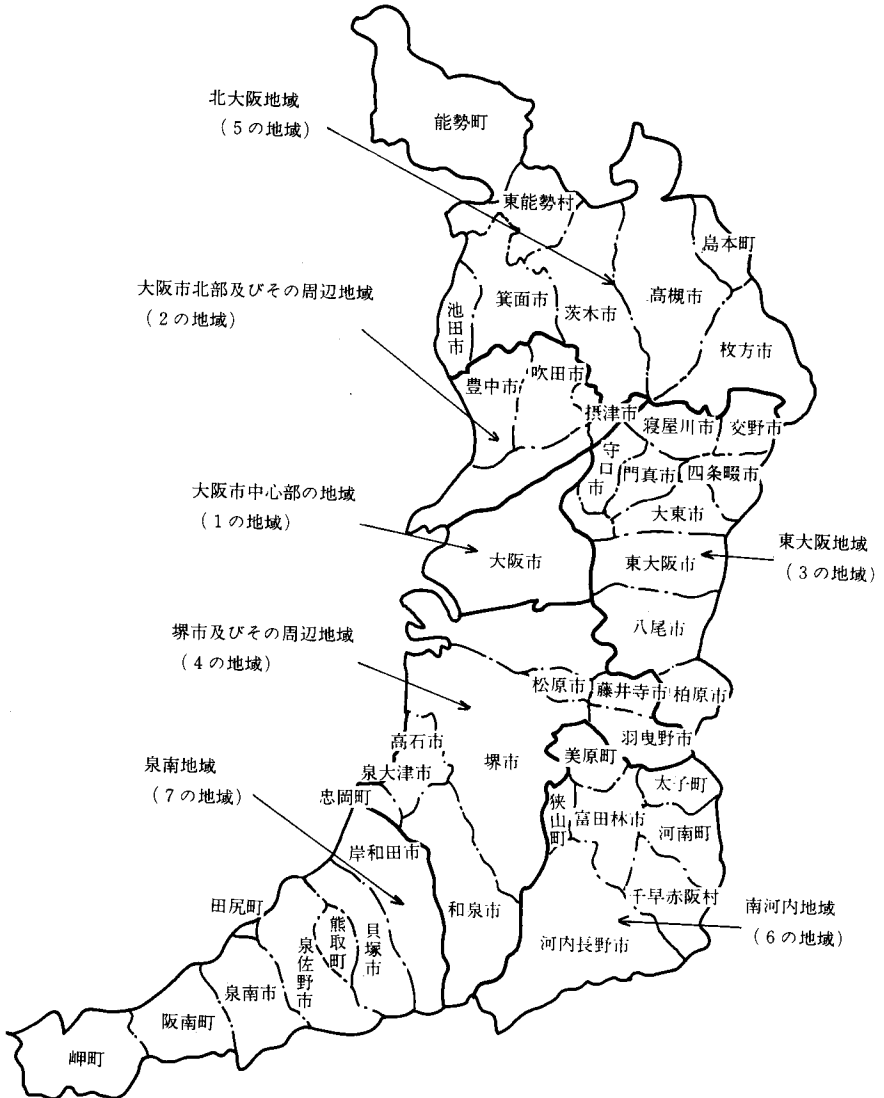 北大阪地域
(5の地域)
能勢町
東能勢村
島本町
大阪市北部及びその周辺地域
(2の地域)
池田市
箕面市
茨木市
高槻市
枚方市
豊中市
吹田市
摂津市
寝屋川市
交野市
守口市
門真市
四条畷市
大阪市中心部の地域
(1の地域)
大東市
大阪市
東大阪市
東大阪地域
(3の地域)
八尾市
堺市及びその周辺地域
(4の地域)
松原市
藤井寺市
柏原市
羽曳野市
高石市
堺市
美原町
泉大津市
太子町
泉南地域
(7の地域)
忠岡町
狭山町
富田林市
河南町
岸和田市
千早赤阪村
南河内地域
(6の地域)
田尻町
熊取町
貝塚市
和泉市
河内長野市
泉佐野市
泉南市
阪南町
岬町